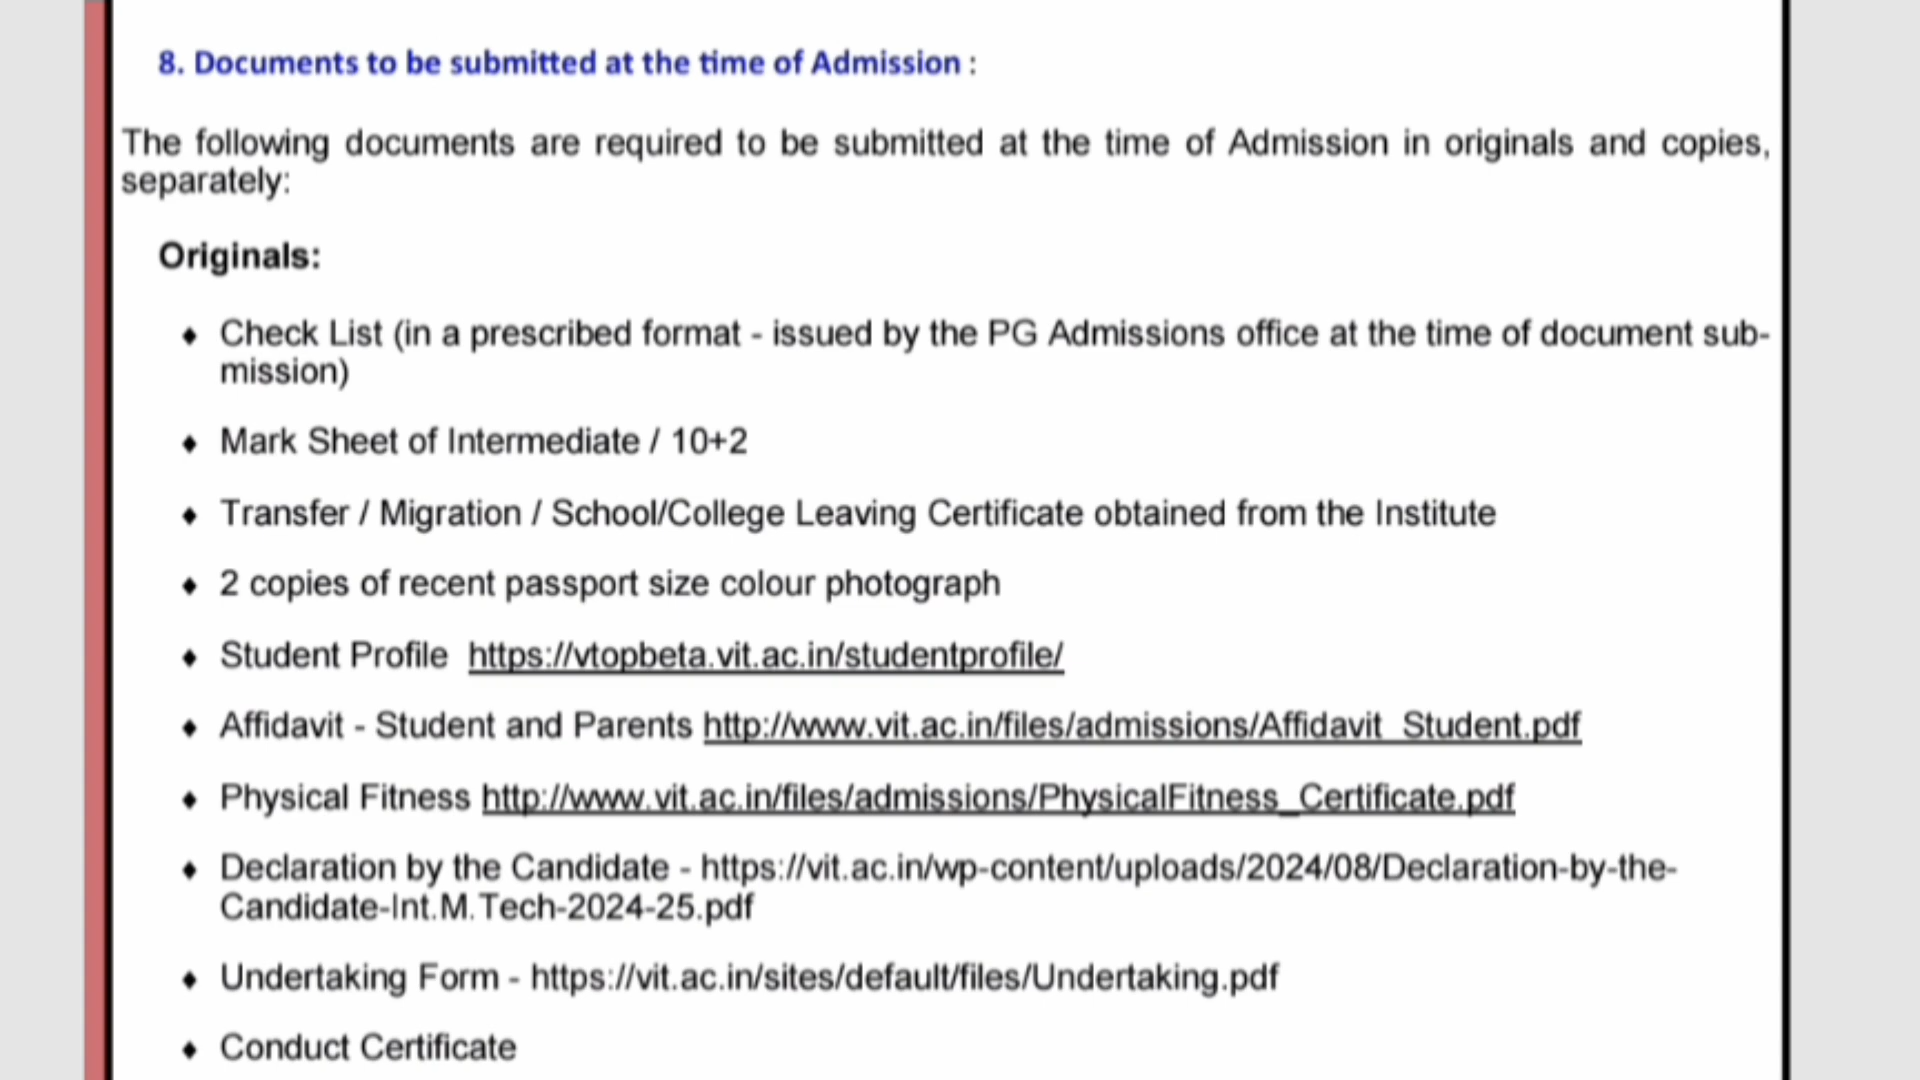 8. Documents to be submitted at the time of Admission :
The following documents are required to be submitted at the time of Admission in originals and copies,
separately:
Originals:
♦ Check List (in a prescribed format - issued by the PG Admissions office at the time of document sub-
mission)
♦ Mark Sheet of Intermediate / 10+2
♦ Transfer / Migration / School/College Leaving Certificate obtained from the Institute
♦ 2 copies of recent passport size colour photograph
♦ Student Profile https://vtopbeta.vit.ac.in/studentprofile/
♦ Affidavit - Student and Parents http://www.vit.ac.in/files/admissions/Affidavit_Student.pdf
♦ Physical Fitness http://www.vit.ac.in/files/admissions/PhysicalFitness_Certificate.pdf
♦ Declaration by the Candidate - https://vit.ac.in/wp-content/uploads/2024/08/Declaration-by-the-
Candidate-Int.M.Tech-2024-25.pdf
♦ Undertaking Form - https://vit.ac.in/sites/default/files/Undertaking.pdf
♦ Conduct Certificate